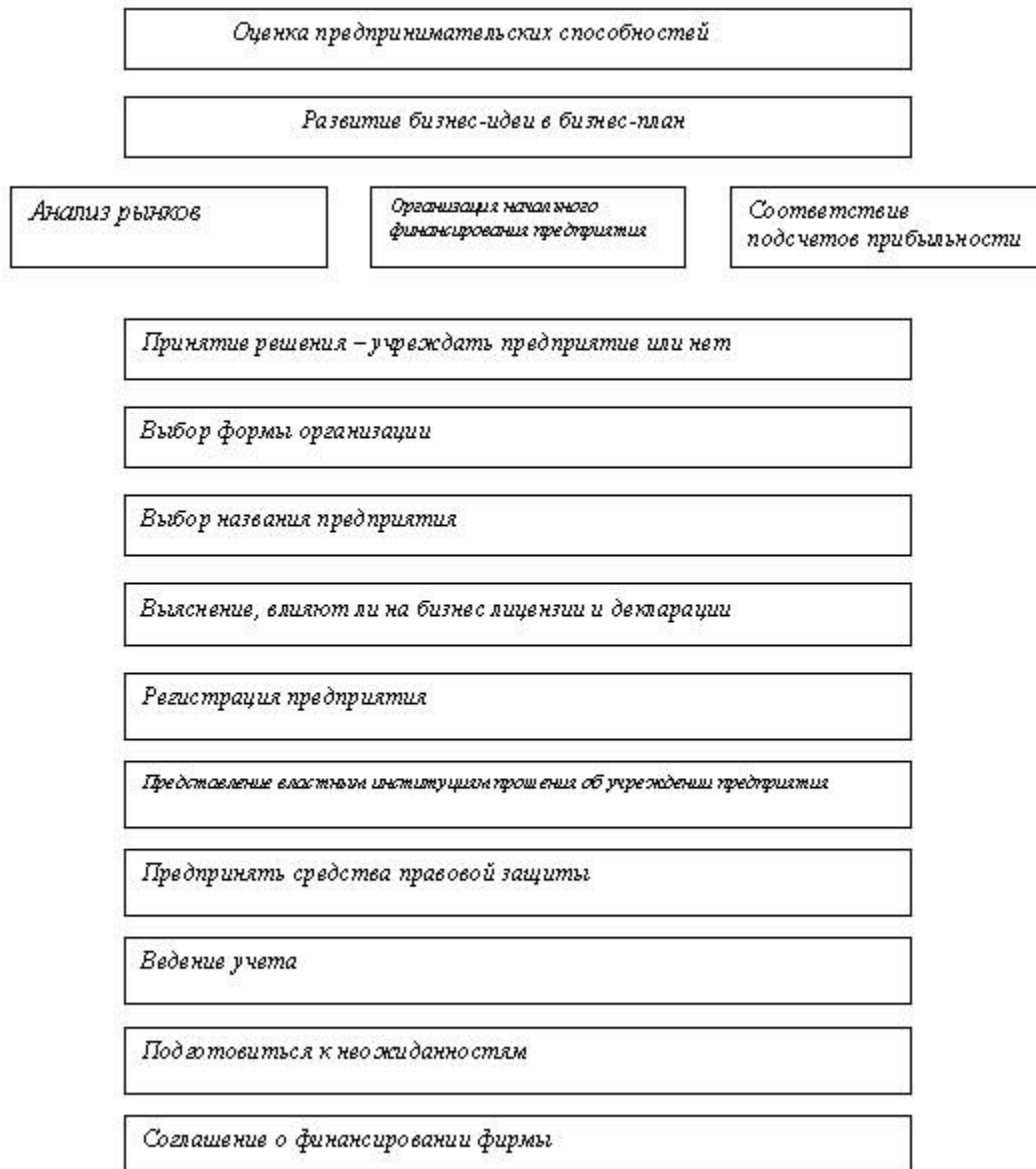 Оценка предпринимательских способностей
Развитие бизнес-идеи в бизнес-план
Анализ рынков
Организация начального
финансирования предприятия
Соответствие
подсчетов прибыльности
Принятие решения – учреждать предприятие или нет
Выбор формы организации
Выбор названия предприятия
Выяснение, влияют ли на бизнес лицензии и декларации
Регистрация предприятия
Представление властным институциям прошения об учреждении предприятия
Предпринять средства правовой защиты
Ведение учета
Подготовиться к неожиданностям
Соглашение о финансировании фирмы